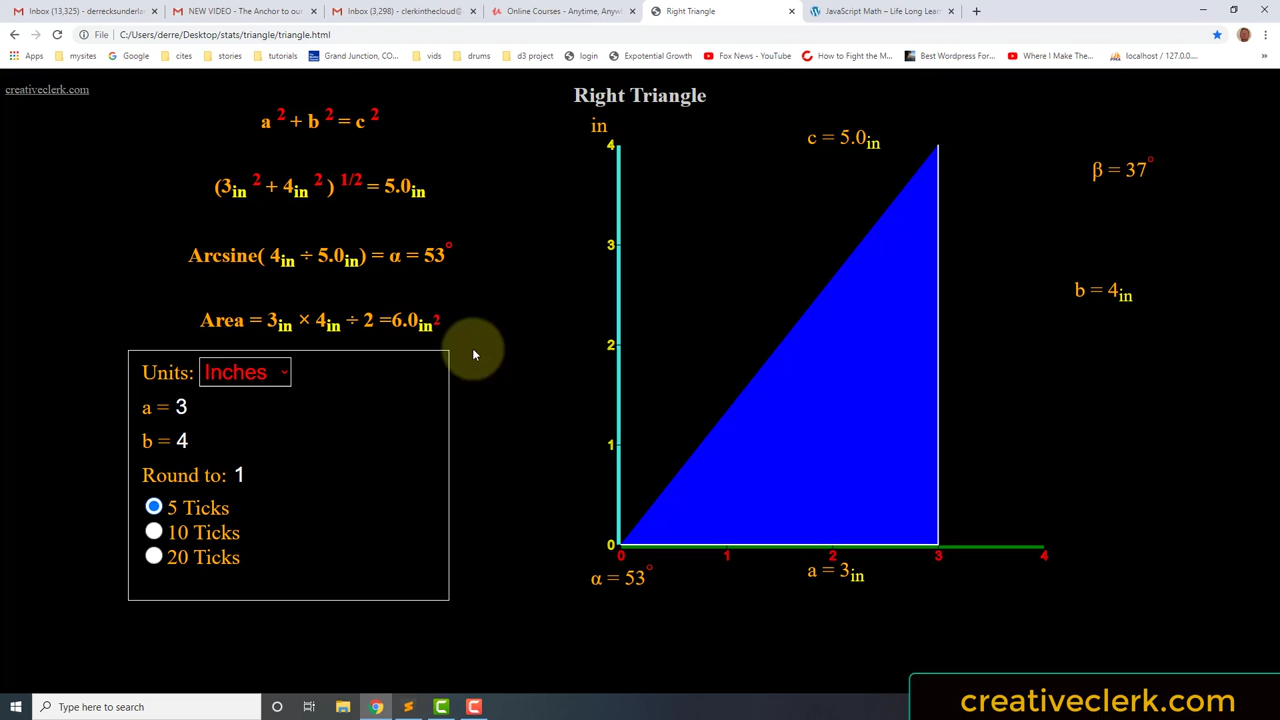 Inbox (13,325) - derrecksunderlan
NEW VIDEO - The Anchor to our
Inbox (3,298) - clerkinthecloud@
Online Courses - Anytime, Anyw
Right Triangle
JavaScript Math – Life Long Lear
File | C:/Users/derre/Desktop/stats/triangle/triangle.html
Apps mysites Google cites stories tutorials Grand Junction, CO... vids drums d3 project login Expotential Growth Fox News - YouTube How to Fight the M... Best Wordpress For... Where I Make The... localhost / 127.0.0....
creativeclerk.com
Right Triangle
a ² + b ² = c ²
(3in ² + 4in ² ) 1/2 = 5.0in
Arcsine( 4in ÷ 5.0in) = α = 53°
Area = 3in × 4in ÷ 2 =6.0in²
Units: Inches
a = 3
b = 4
Round to: 1
5 Ticks
10 Ticks
20 Ticks
in
c = 5.0in
β = 37°
b = 4in
4
3
2
1
0
0 1 2 3 4
α = 53°
a = 3in
Type here to search
creativeclerk.com